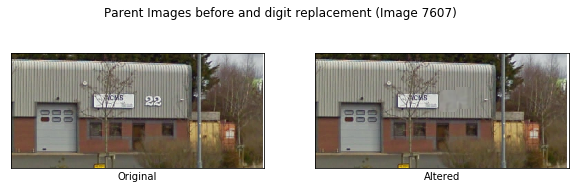 Parent Images before and digit replacement (Image 7607)
22
Original
Altered